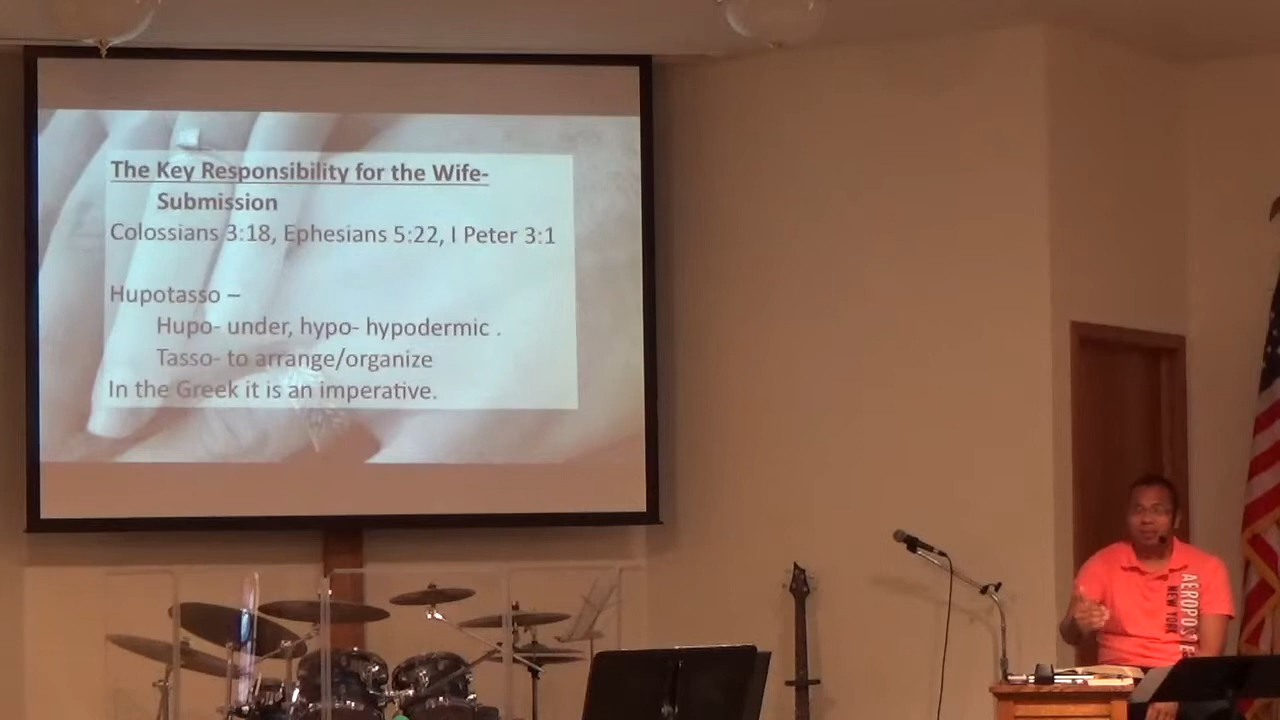 The Key Responsibility for the Wife-
Submission
Colossians 3:18, Ephesians 5:22, I Peter 3:1
Hupotasso –
Hupo- under, hypo- hypodermic .
Tasso- to arrange/organize
In the Greek it is an imperative.
NEW YORK